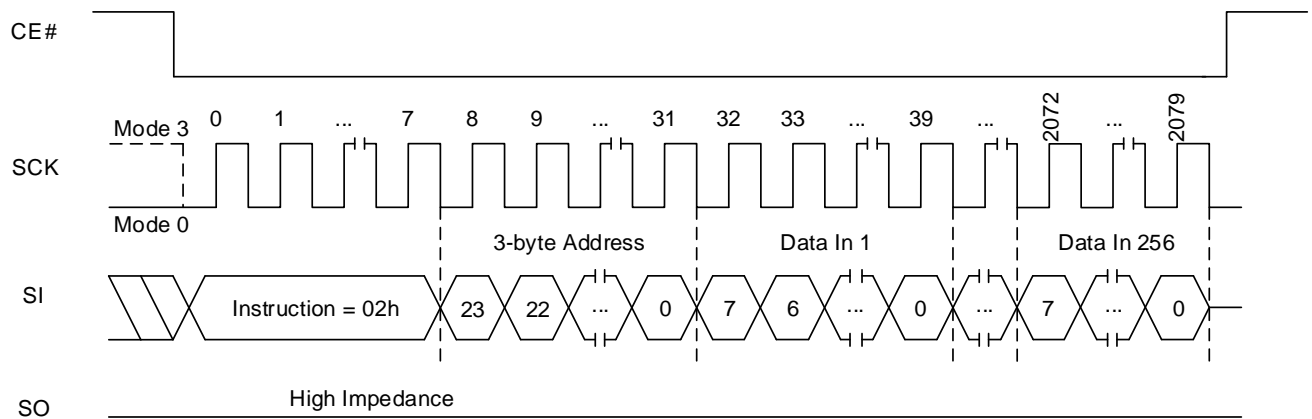 CE#
0 1 ... 7 8 9 ... 31 32 33 ... 39 ... 2072 ... 2079
Mode 3
SCK
Mode 0
3-byte Address Data In 1 Data In 256
SI
Instruction = 02h 23 22 ... 0 7 6 ... 0 ... 7 ... 0
High Impedance
SO